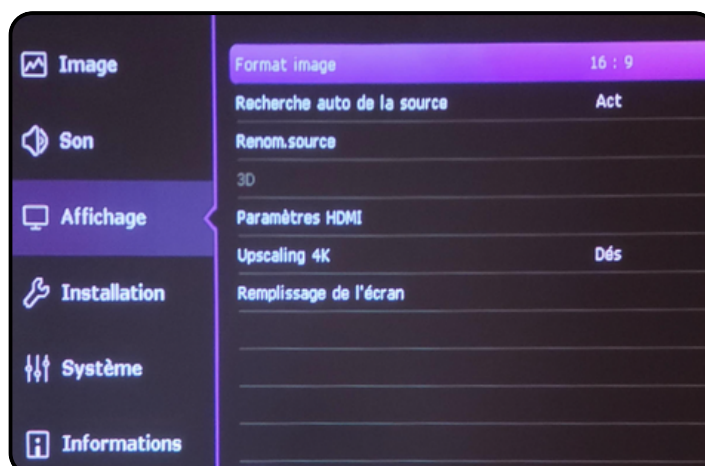 Image
Son
Affichage
Installation
Système
Informations
Format image 16 : 9
Recherche auto de la source Act
Renom.source
3D
Paramètres HDMI
Upscaling 4K Dés
Remplissage de l'écran